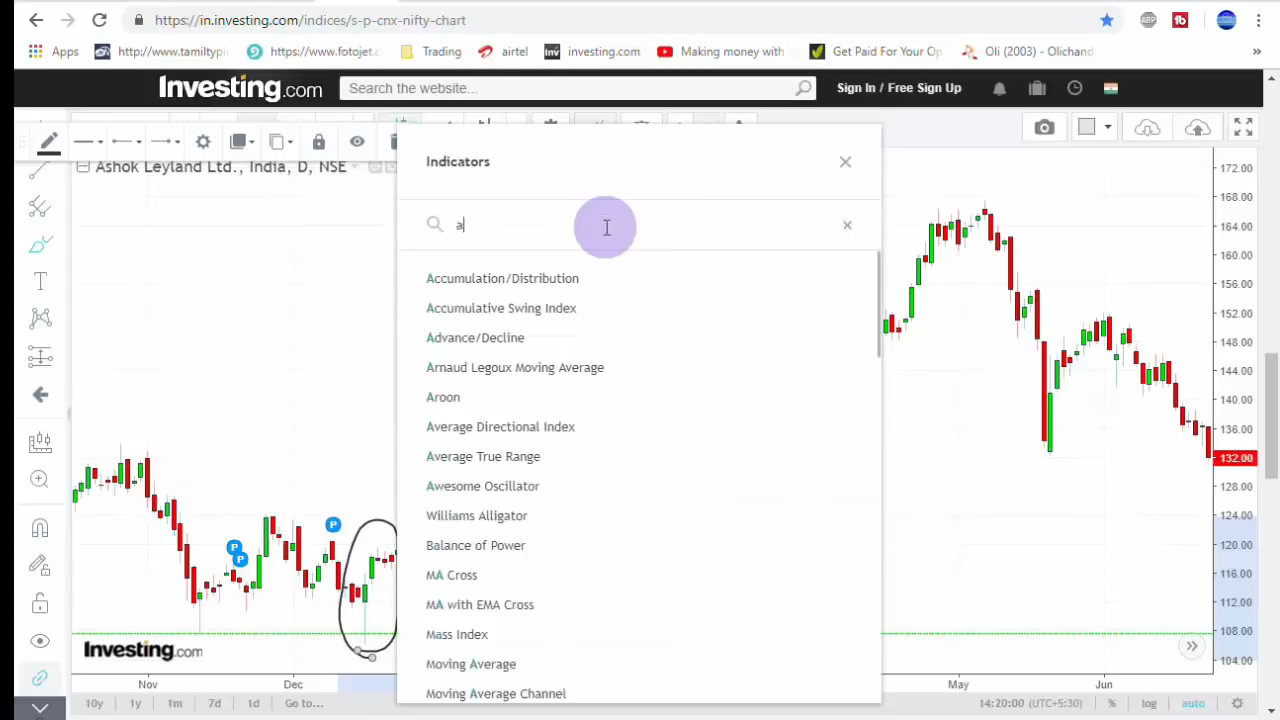 https://in.investing.com/indices/s-p-cnx-nifty-chart
Apps http://www.tamiltypi https://www.fotojet. Trading airtel investing.com Making money with Get Paid For Your Op Oli (2003) - Olichand »
Investing.com Search the website... Sign In / Free Sign Up
Indicators
Ashok Leyland Ltd., India, D, NSE
a
Accumulation/Distribution
Accumulative Swing Index
Advance/Decline
Arnaud Legoux Moving Average
Aroon
Average Directional Index
Average True Range
Awesome Oscillator
Williams Alligator
Balance of Power
MA Cross
MA with EMA Cross
Mass Index
Moving Average
Moving Average Channel
172.00
168.00
164.00
160.00
156.00
152.00
148.00
144.00
140.00
136.00
132.00
128.00
124.00
120.00
116.00
112.00
108.00
104.00
P
P
P
Investing.com
Nov Dec May Jun
10y 1y 1m 7d 1d Go to... 14:20:00 (UTC+5:30) % log auto